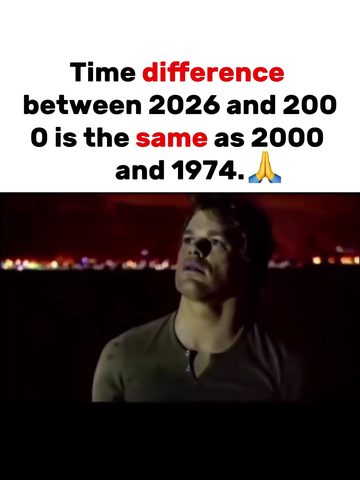 Time difference
between 2026 and 200
0 is the same as 2000
and 1974.🙏